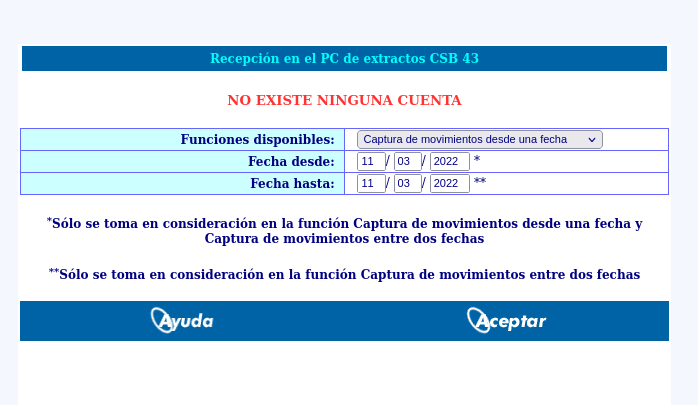 Recepción en el PC de extractos CSB 43
NO EXISTE NINGUNA CUENTA
Funciones disponibles: Captura de movimientos desde una fecha
Fecha desde: 11 / 03 / 2022 *
Fecha hasta: 11 / 03 / 2022 **
*Sólo se toma en consideración en la función Captura de movimientos desde una fecha y
Captura de movimientos entre dos fechas
**Sólo se toma en consideración en la función Captura de movimientos entre dos fechas
Ayuda Aceptar